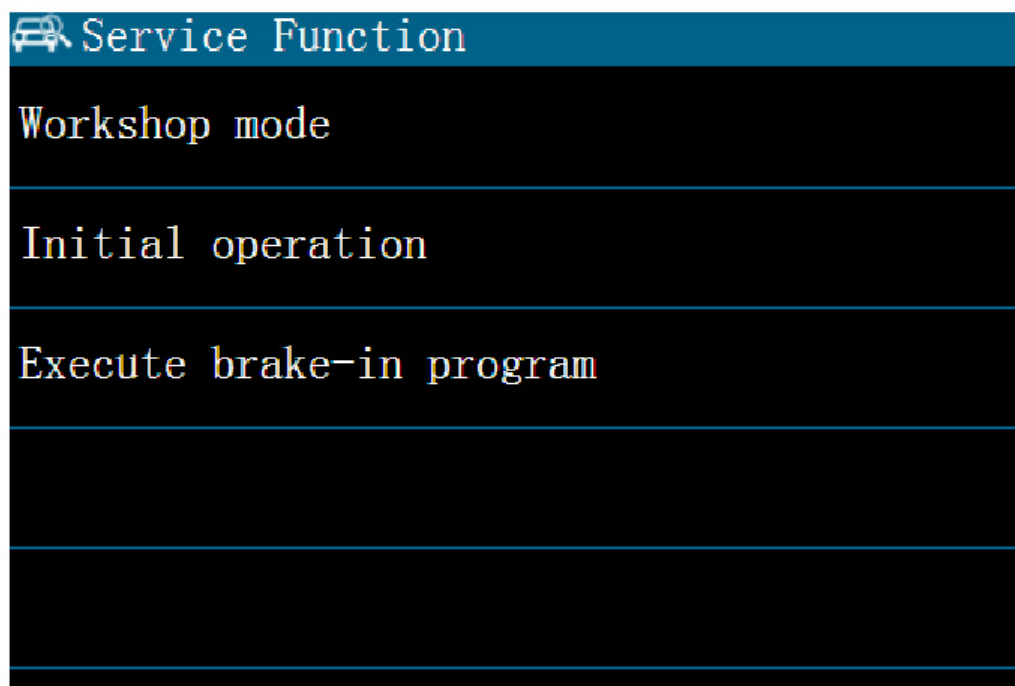 Service Function
Workshop mode
Initial operation
Execute brake-in program